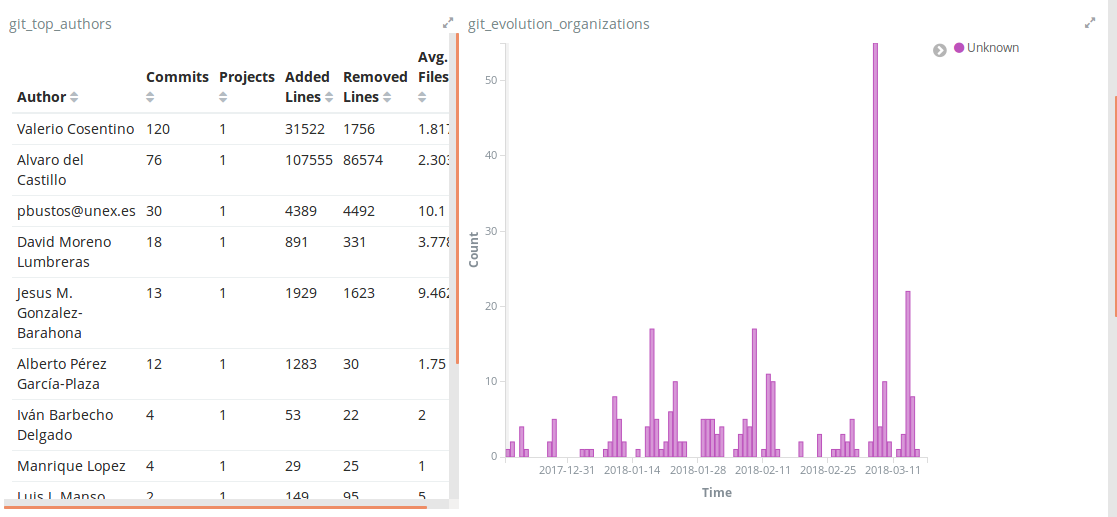 git_top_authors
Author Commits Projects Added Lines Removed Lines Avg. Files
Valerio Cosentino 120 1 31522 1756 1.817
Alvaro del Castillo 76 1 107555 86574 2.303
pbustos@unex.es 30 1 4389 4492 10.1
David Moreno Lumbreras 18 1 891 331 3.778
Jesus M. Gonzalez-Barahona 13 1 1929 1623 9.462
Alberto Pérez García-Plaza 12 1 1283 30 1.75
Iván Barbecho Delgado 4 1 53 22 2
Manrique Lopez 4 1 29 25 1
Luis J. Manso 2 1 149 95 5
git_evolution_organizations
Unknown
Count
50
40
30
20
10
0
2017-12-31 2018-01-14 2018-01-28 2018-02-11 2018-02-25 2018-03-11
Time